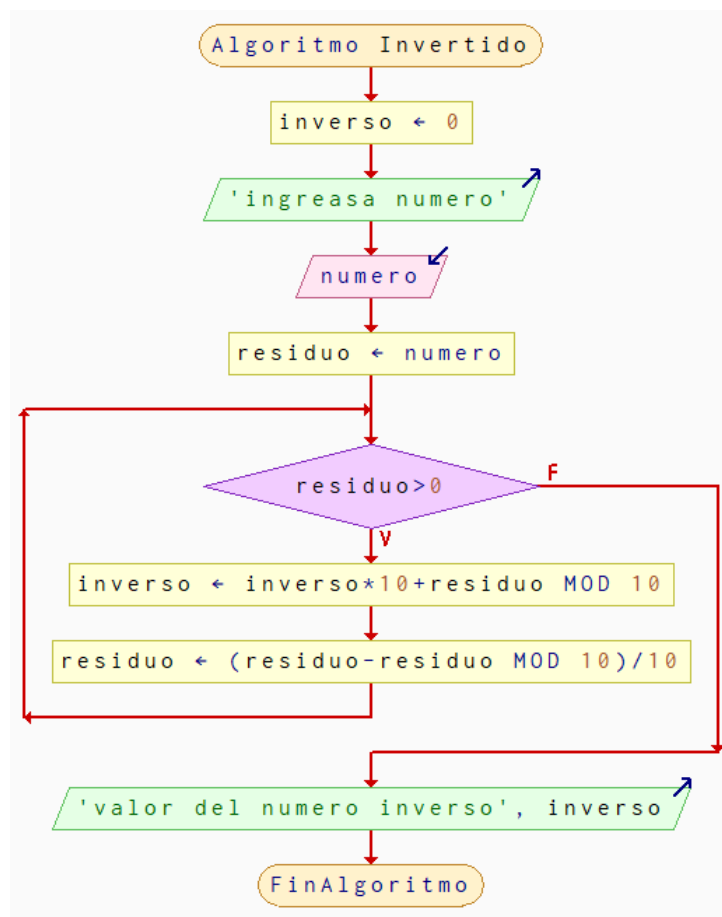 Algoritmo Invertido
inverso ← 0
'ingresa numero'
numero
residuo ← numero
residuo>0
F
V
inverso ← inverso*10+residuo MOD 10
residuo ← (residuo-residuo MOD 10)/10
'valor del numero inverso', inverso
FinAlgoritmo